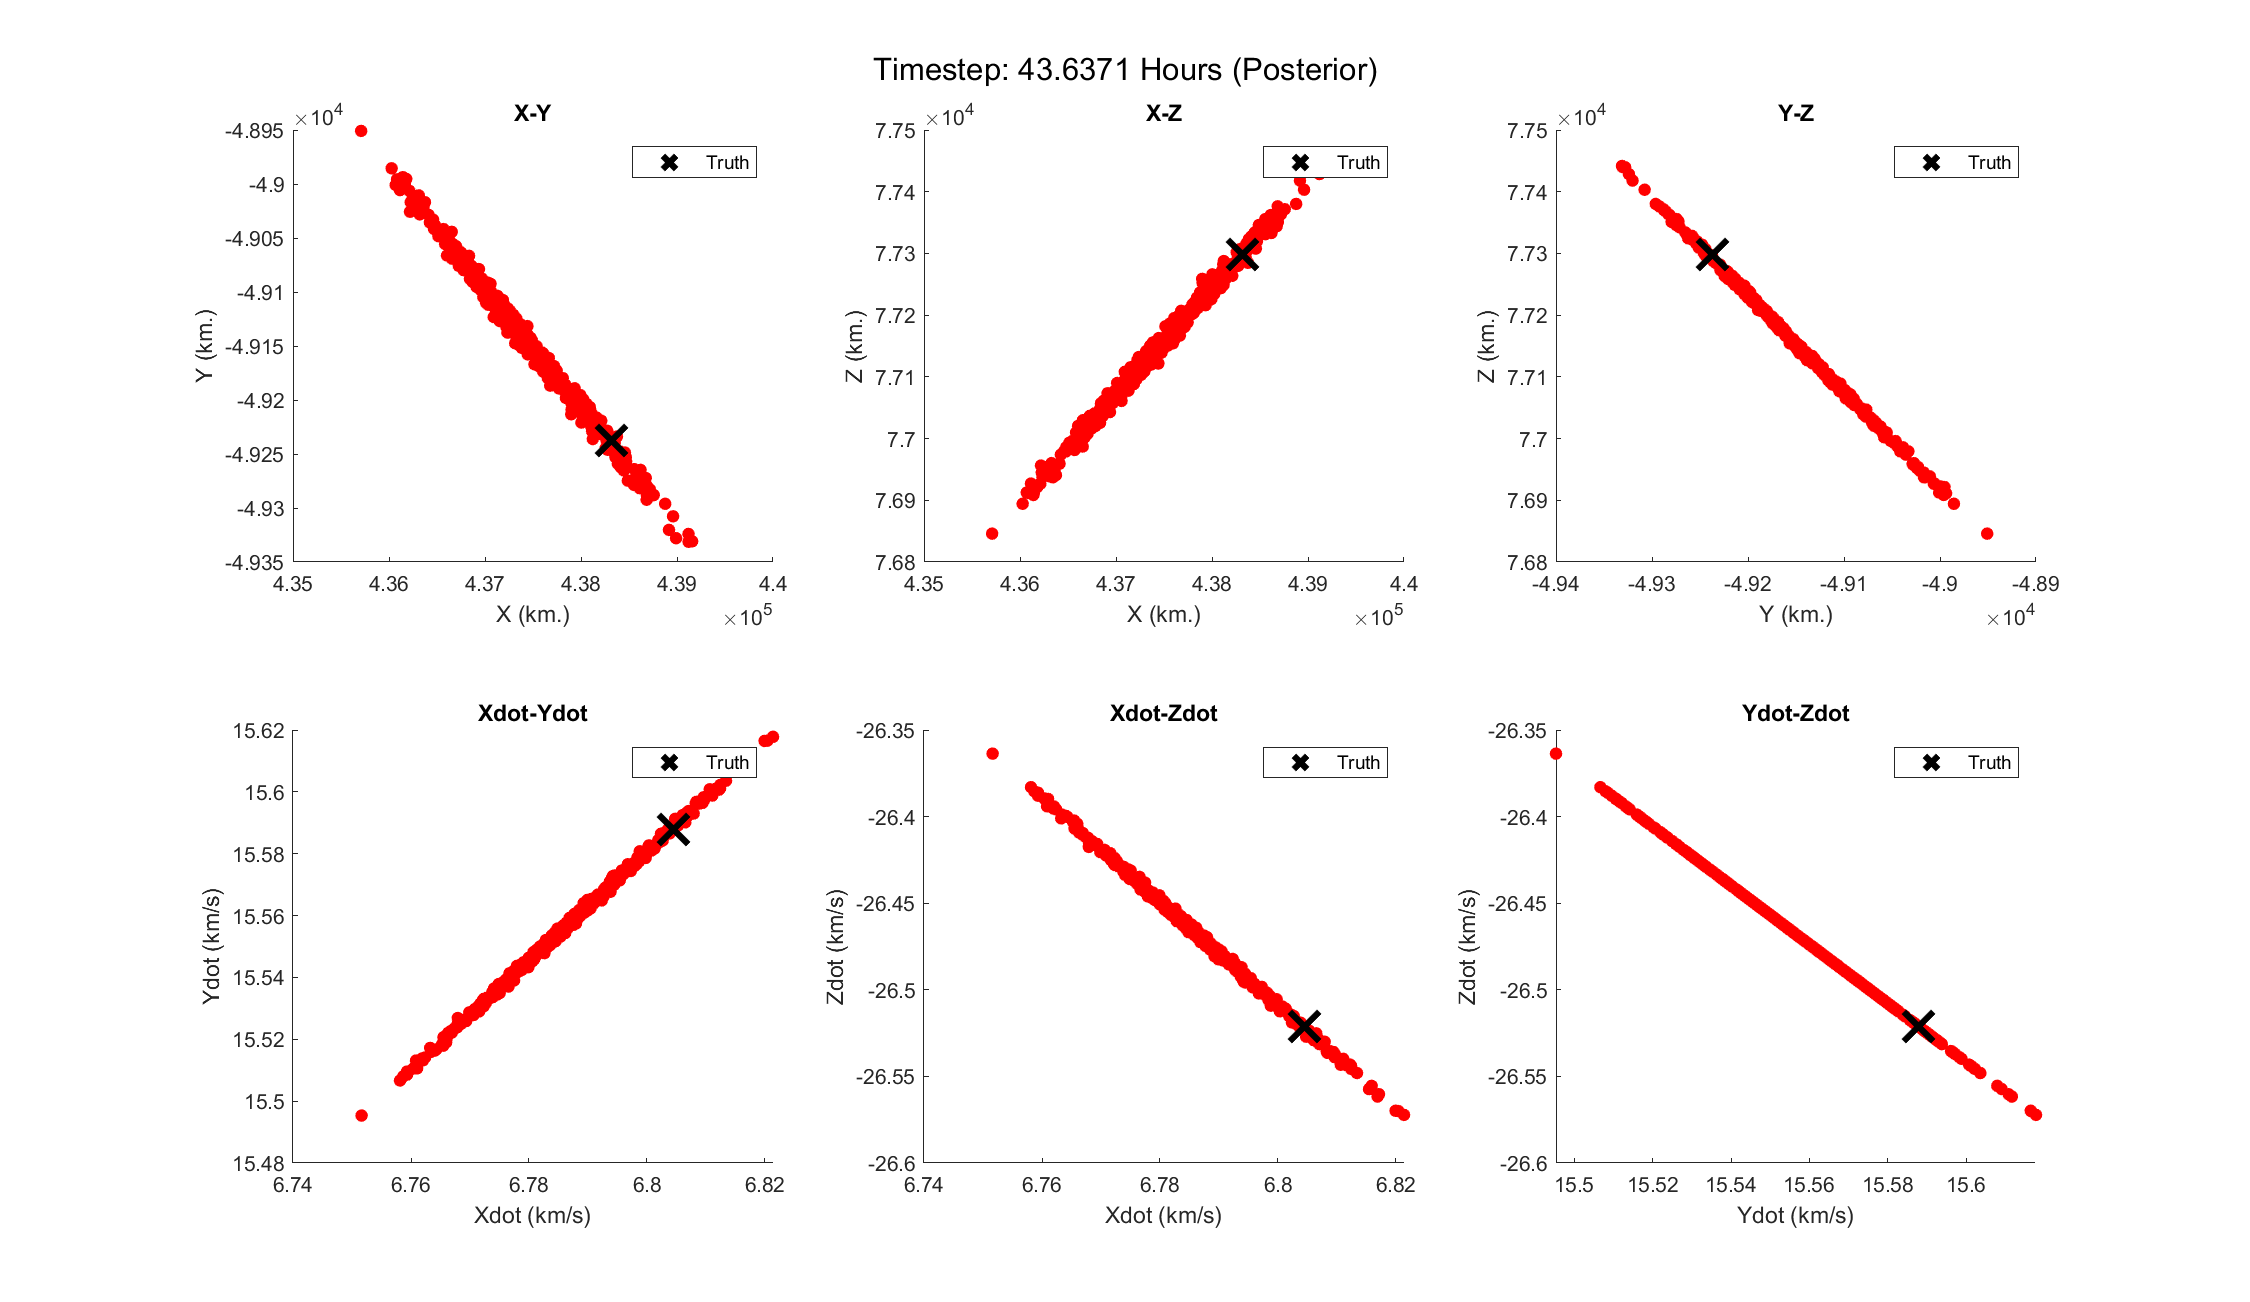 Timestep: 43.6371 Hours (Posterior)
X-Y
×10^4
-4.895
-4.9
-4.905
-4.91
-4.915
-4.92
-4.925
-4.93
-4.935
Y (km.)
Truth
4.35 4.36 4.37 4.38 4.39 4.4
X (km.)
×10^5
X-Z
×10^4
7.75
7.74
7.73
7.72
7.71
7.7
7.69
7.68
Z (km.)
Truth
4.35 4.36 4.37 4.38 4.39 4.4
X (km.)
×10^5
Y-Z
×10^4
7.75
7.74
7.73
7.72
7.71
7.7
7.69
7.68
Z (km.)
Truth
-4.94 -4.93 -4.92 -4.91 -4.9 -4.89
Y (km.)
×10^4
Xdot-Ydot
15.62
15.6
15.58
15.56
15.54
15.52
15.5
15.48
Ydot (km/s)
Truth
6.74 6.76 6.78 6.8 6.82
Xdot (km/s)
Xdot-Zdot
-26.35
-26.4
-26.45
-26.5
-26.55
-26.6
Zdot (km/s)
Truth
6.74 6.76 6.78 6.8 6.82
Xdot (km/s)
Ydot-Zdot
-26.35
-26.4
-26.45
-26.5
-26.55
-26.6
Zdot (km/s)
Truth
15.5 15.52 15.54 15.56 15.58 15.6
Ydot (km/s)